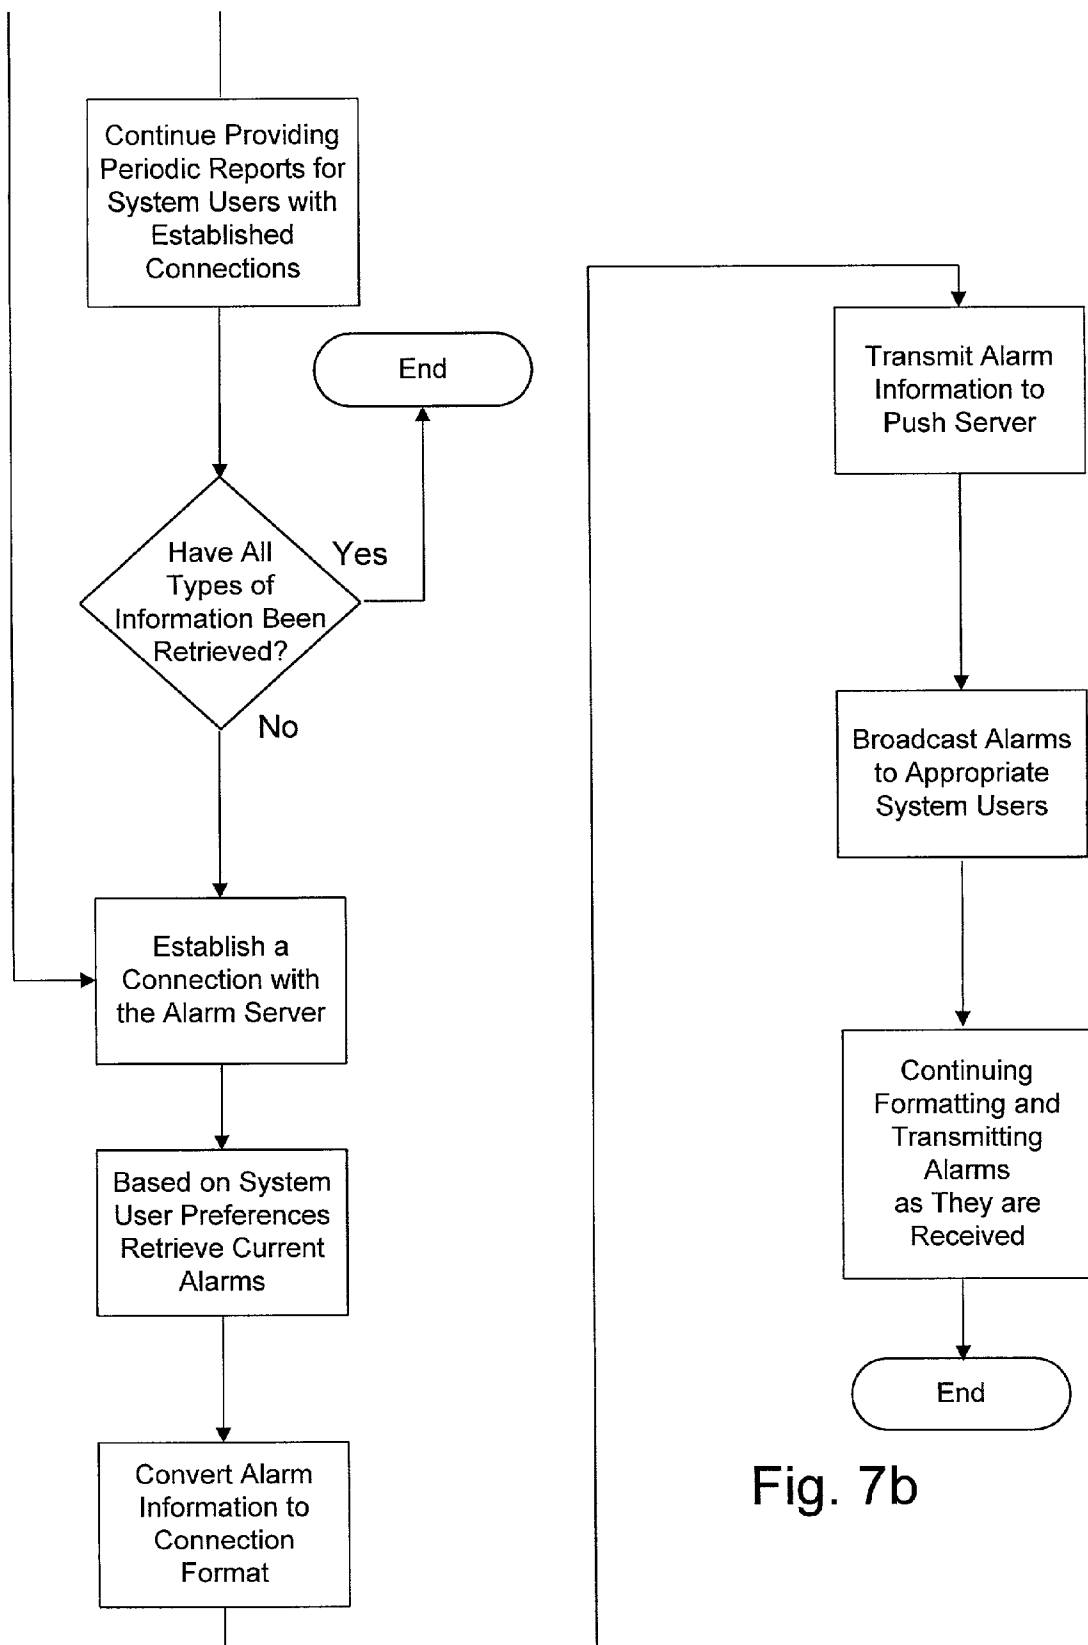 Continue Providing
Periodic Reports for
System Users with
Established
Connections
End
Have All
Types of
Information Been
Retrieved?
Yes
No
Establish a
Connection with
the Alarm Server
Based on System
User Preferences
Retrieve Current
Alarms
Convert Alarm
Information to
Connection
Format
Transmit Alarm
Information to
Push Server
Broadcast Alarms
to Appropriate
System Users
Continuing
Formatting and
Transmitting
Alarms
as They are
Received
End
Fig. 7b